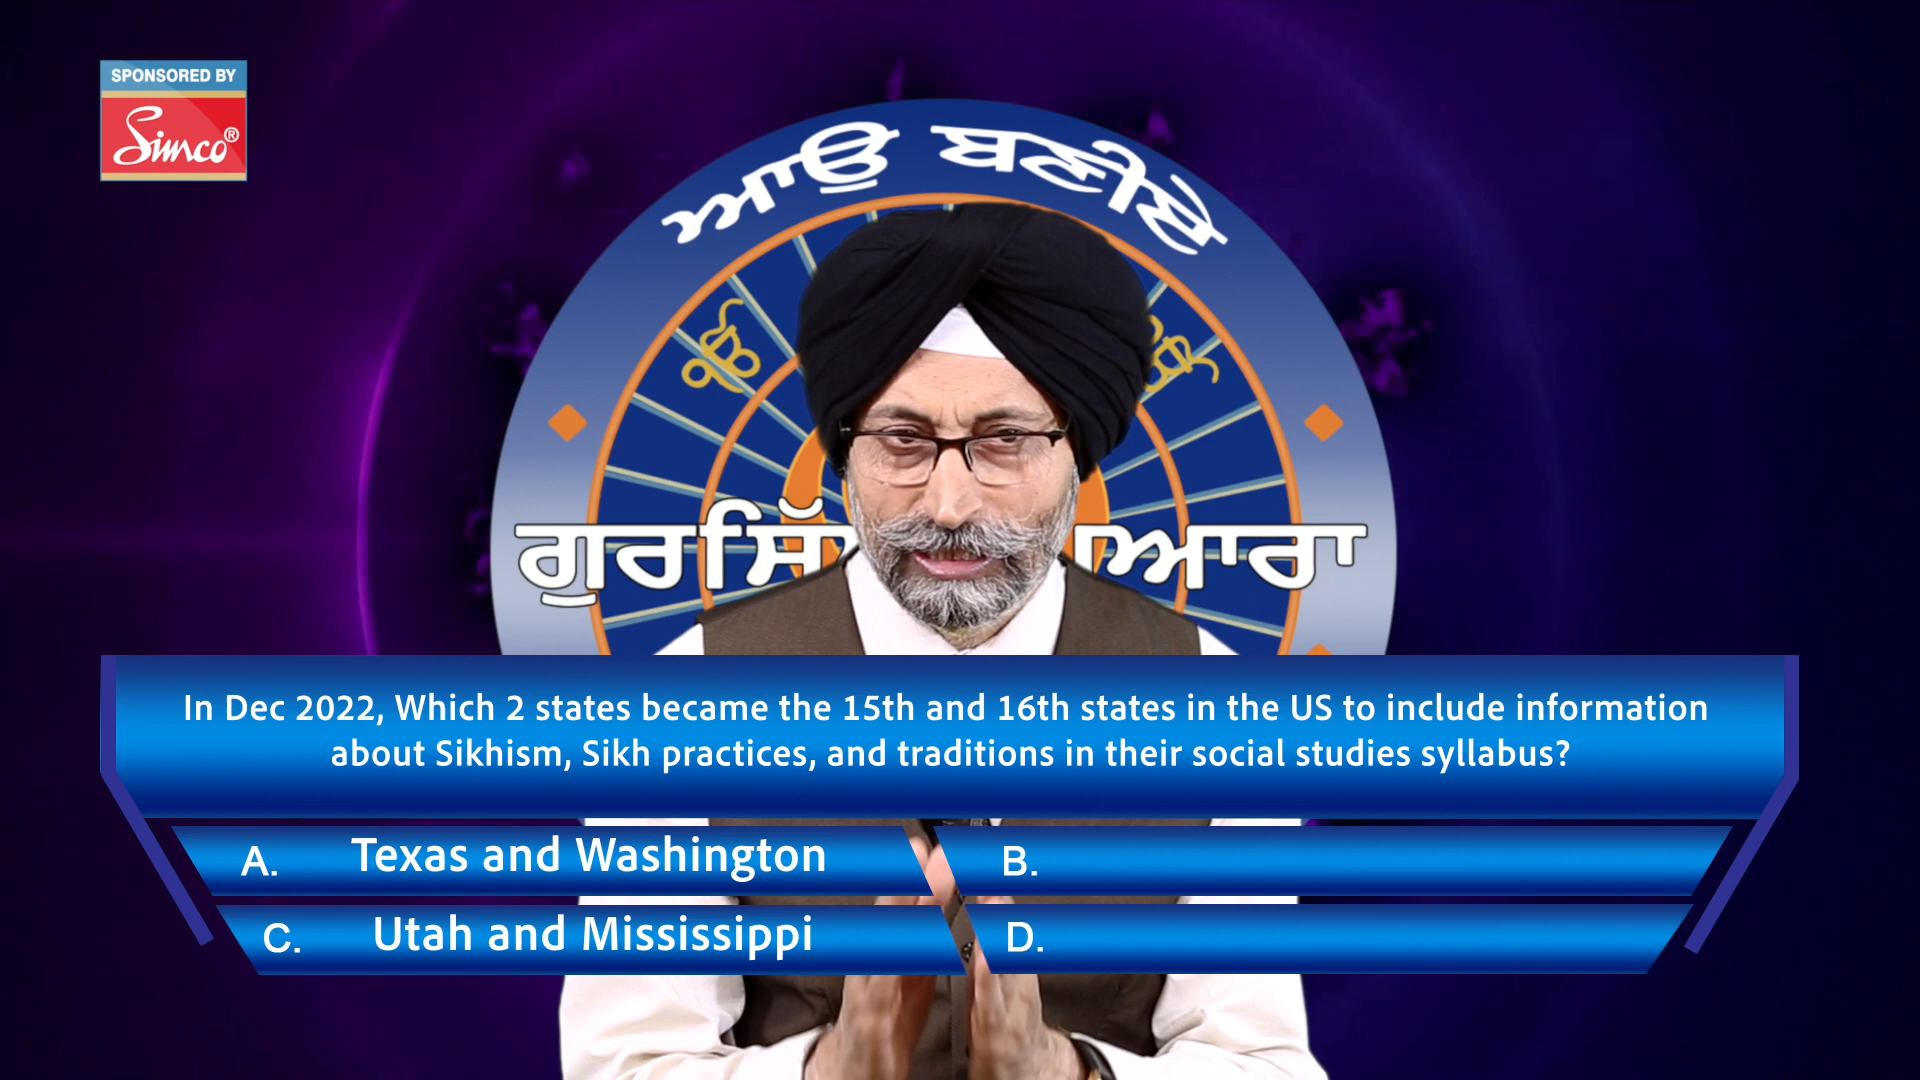 SPONSORED BY
Simco®
ਆਉ ਬਣੀਏ
In Dec 2022, Which 2 states became the 15th and 16th states in the US to include information
about Sikhism, Sikh practices, and traditions in their social studies syllabus?
A. Texas and Washington
B.
C. Utah and Mississippi
D.